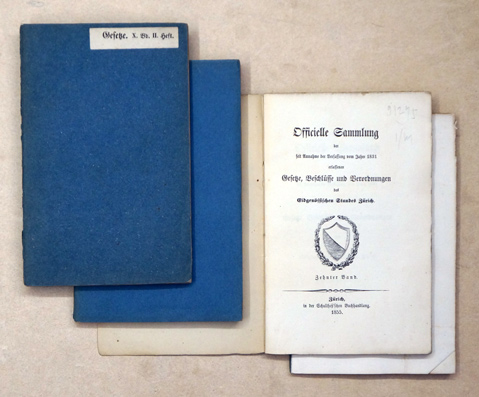 Gesetze. X. Bd. II. Heft.
Officielle Sammlung
der
seit Annahme der Verfassung vom Jahre 1831
erlassenen
Gesetze, Beschlüsse und Verordnungen
des
Eidgenössischen Standes Zürich.
Zehnter Band.
Zürich,
in der Schultheß'schen Buchhandlung.
1855.